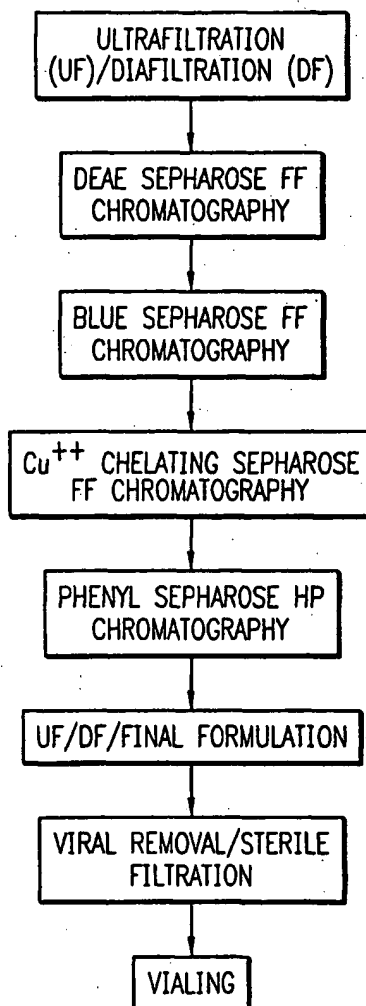 ULTRAFILTRATION
(UF)/DIAFILTRATION (DF)
DEAE SEPHAROSE FF
CHROMATOGRAPHY
BLUE SEPHAROSE FF
CHROMATOGRAPHY
Cu++ CHELATING SEPHAROSE
FF CHROMATOGRAPHY
PHENYL SEPHAROSE HP
CHROMATOGRAPHY
UF/DF/FINAL FORMULATION
VIRAL REMOVAL/STERILE
FILTRATION
VIALING